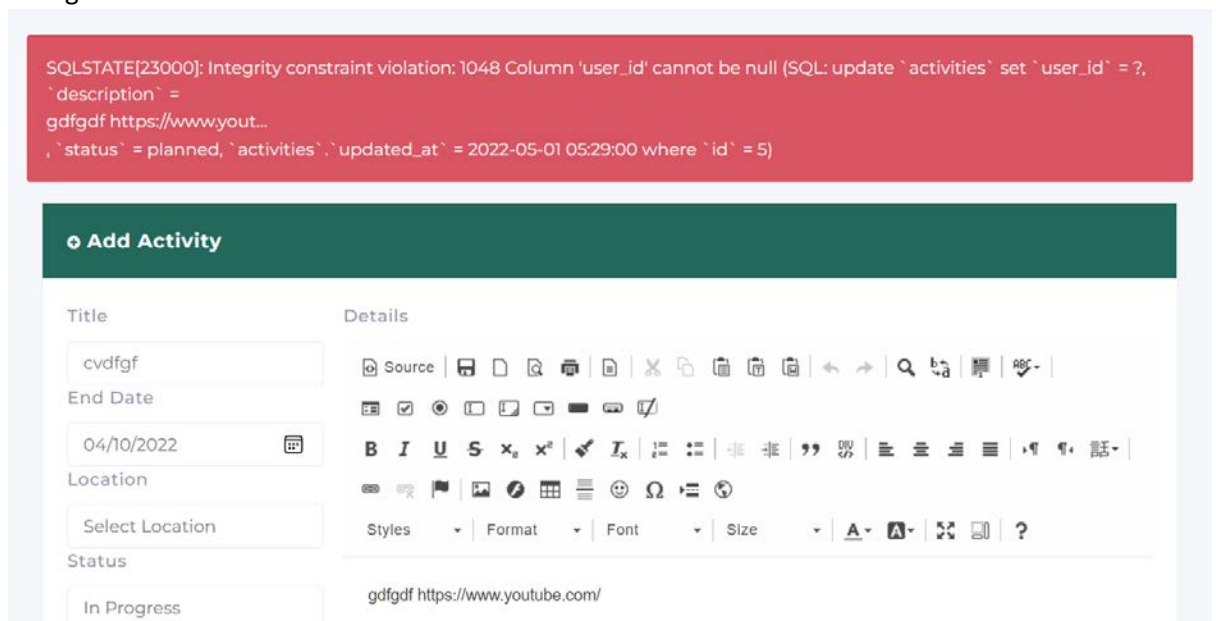 SQLSTATE[23000]: Integrity constraint violation: 1048 Column 'user_id' cannot be null (SQL: update `activities` set `user_id` = ?,
`description` =
gdfgdf https://www.yout...
, `status` = planned, `activities`.`updated_at` = 2022-05-01 05:29:00 where `id` = 5)
Add Activity
Title
Details
cvdfgf
Source
End Date
04/10/2022
Location
Select Location
Styles Format Font Size
Status
In Progress
gdfgdf https://www.youtube.com/